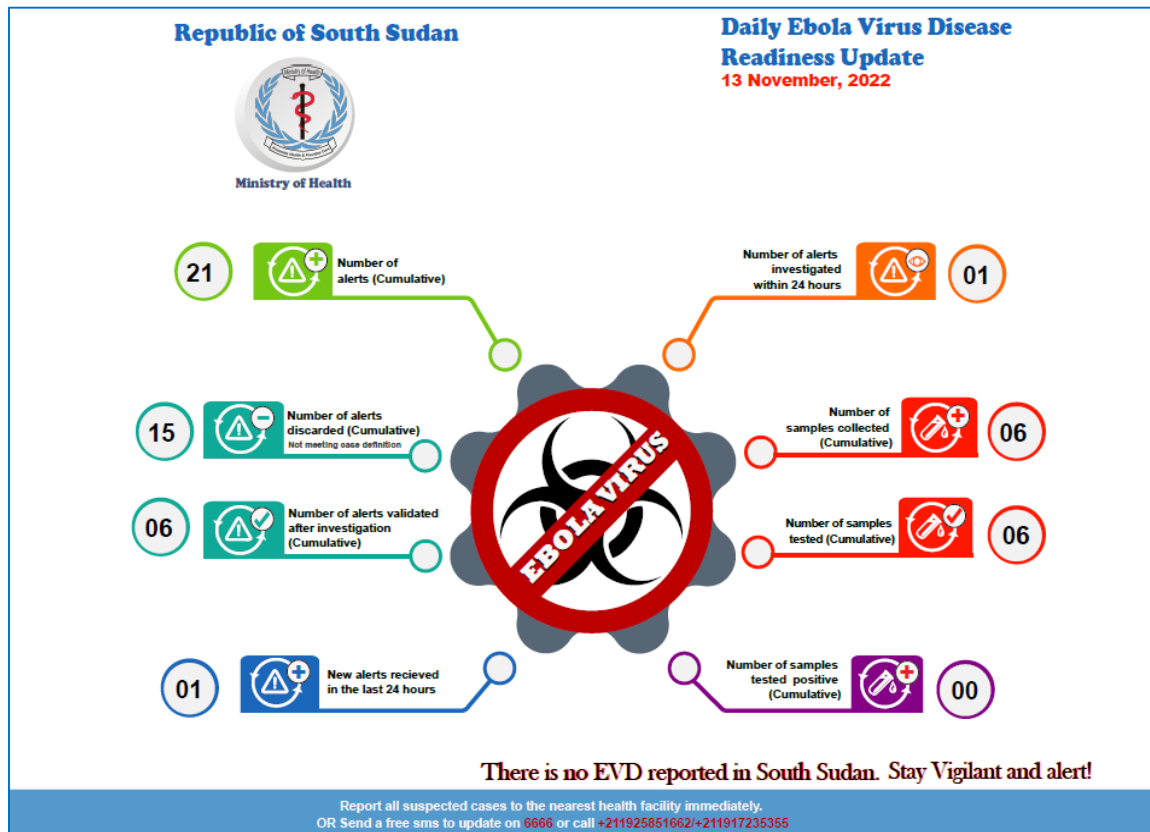 Republic of South Sudan
Ministry of Health
Ministry of Health
Daily Ebola Virus Disease
Readiness Update
13 November, 2022
21
Number of
alerts (Cumulative)
Number of alerts
investigated
within 24 hours
01
15
Number of alerts
discarded (Cumulative)
Not meeting case definition
Number of
samples collected
(Cumulative)
06
06
Number of alerts validated
after investigation
(Cumulative)
Number of samples
tested (Cumulative)
06
EBOLA VIRUS
01
New alerts recieved
in the last 24 hours
Number of samples
tested positive
(Cumulative)
00
There is no EVD reported in South Sudan. Stay Vigilant and alert!
Report all suspected cases to the nearest health facility immediately.
OR Send a free sms to update on 6666 or call +211925851662/+211917235355